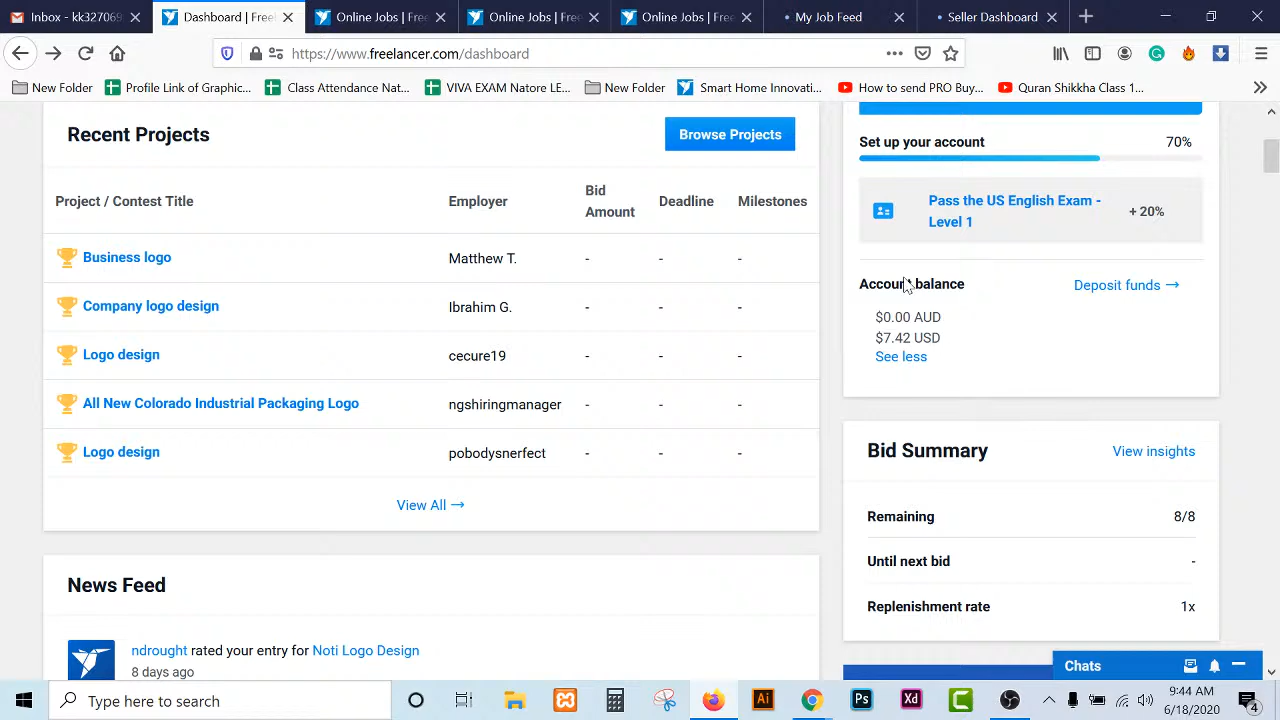 Inbox - kk327069
Dashboard | Freel
Online Jobs | Free
Online Jobs | Free
Online Jobs | Free
My Job Feed
Seller Dashboard
https://www.freelancer.com/dashboard
New Folder
Profile Link of Graphic...
Class Attendance Nat...
VIVA EXAM Natore LE...
New Folder
Smart Home Innovati...
How to send PRO Buy...
Quran Shikkha Class 1...
Recent Projects
Browse Projects
Project / Contest Title
Employer
Bid
Amount
Deadline
Milestones
Business logo
Matthew T.
-
-
-
Company logo design
Ibrahim G.
-
-
-
Logo design
cecure19
-
-
-
All New Colorado Industrial Packaging Logo
ngshiringmanager
-
-
-
Logo design
pobodysnerfect
-
-
-
View All →
News Feed
ndrought rated your entry for Noti Logo Design
8 days ago
Set up your account
70%
Pass the US English Exam -
Level 1
+ 20%
Account balance
Deposit funds →
$0.00 AUD
$7.42 USD
See less
Bid Summary
View insights
Remaining
8/8
Until next bid
-
Replenishment rate
1x
Chats
Type here to search
Ai
Ps
Xd
9:44 AM
6/18/2020
4